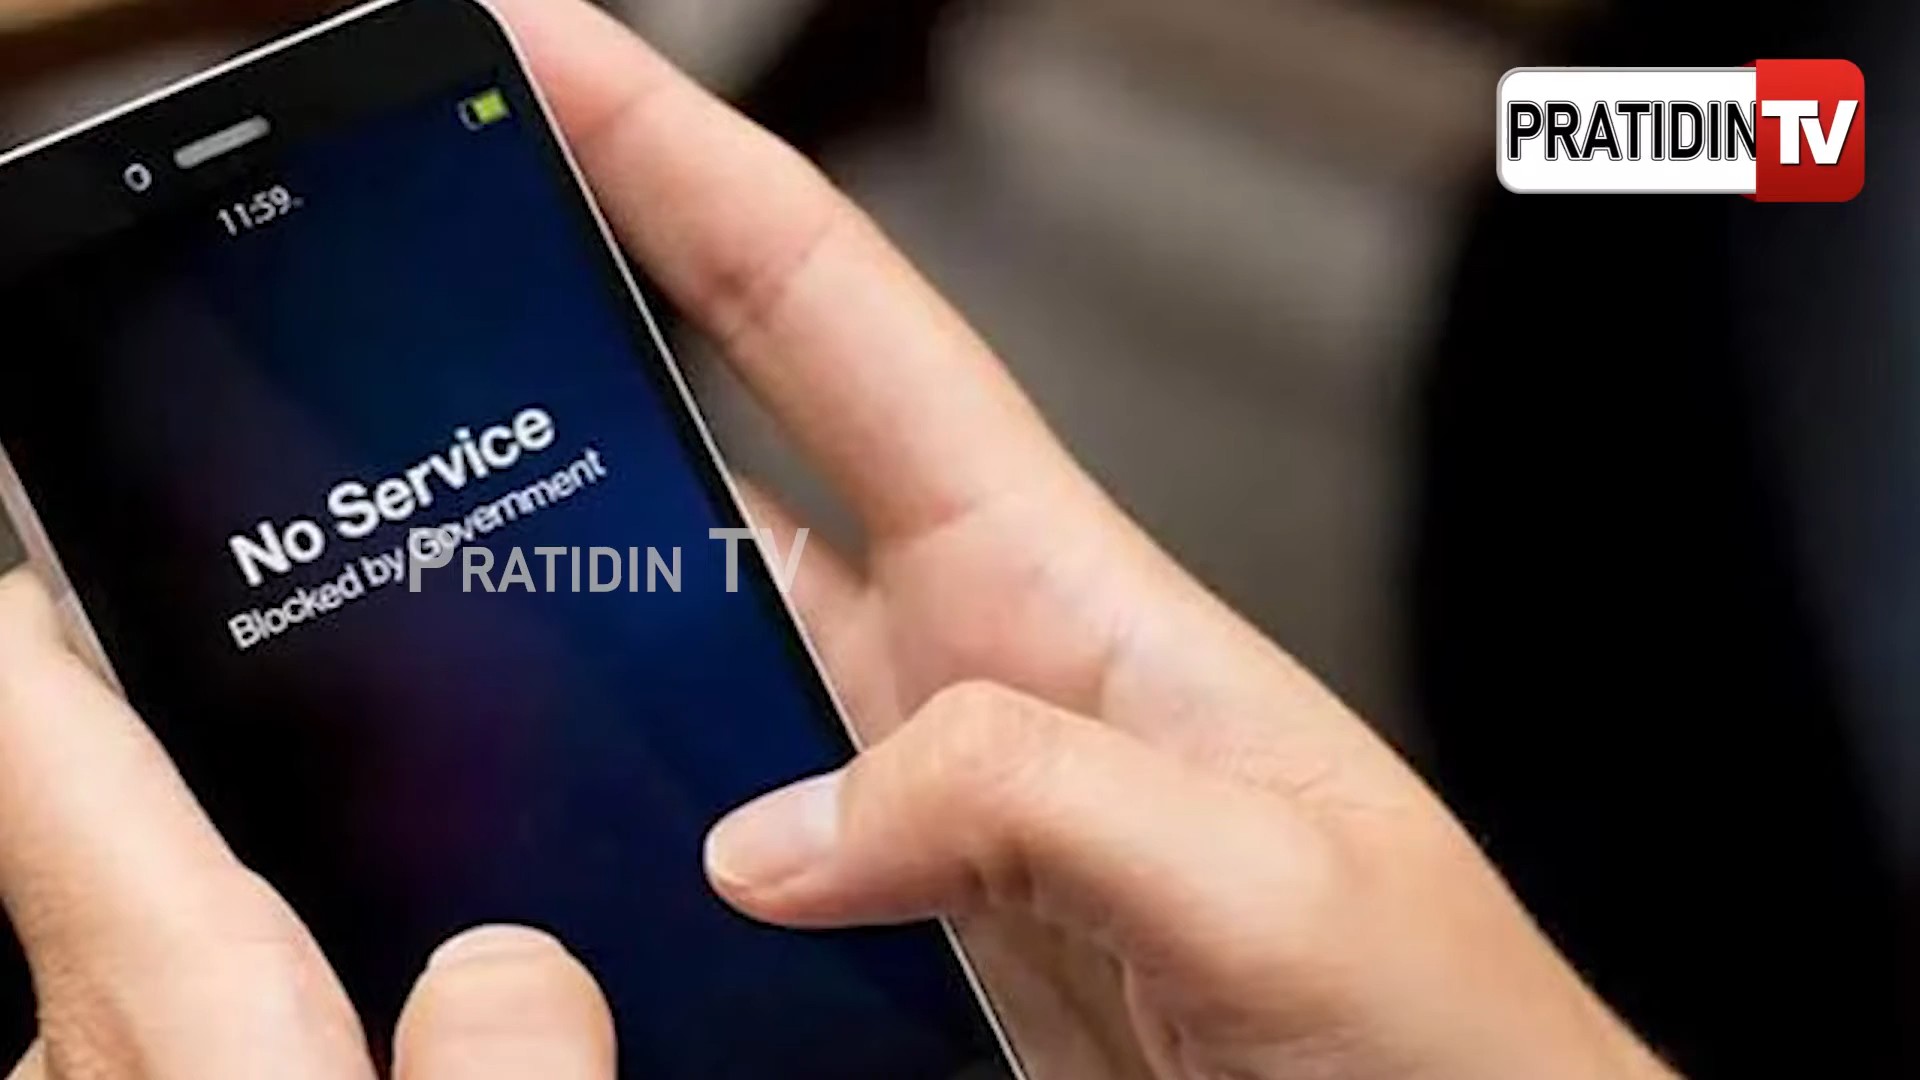 PRATIDIN TV
11:59
No Service
Blocked by Government
PRATIDIN TV